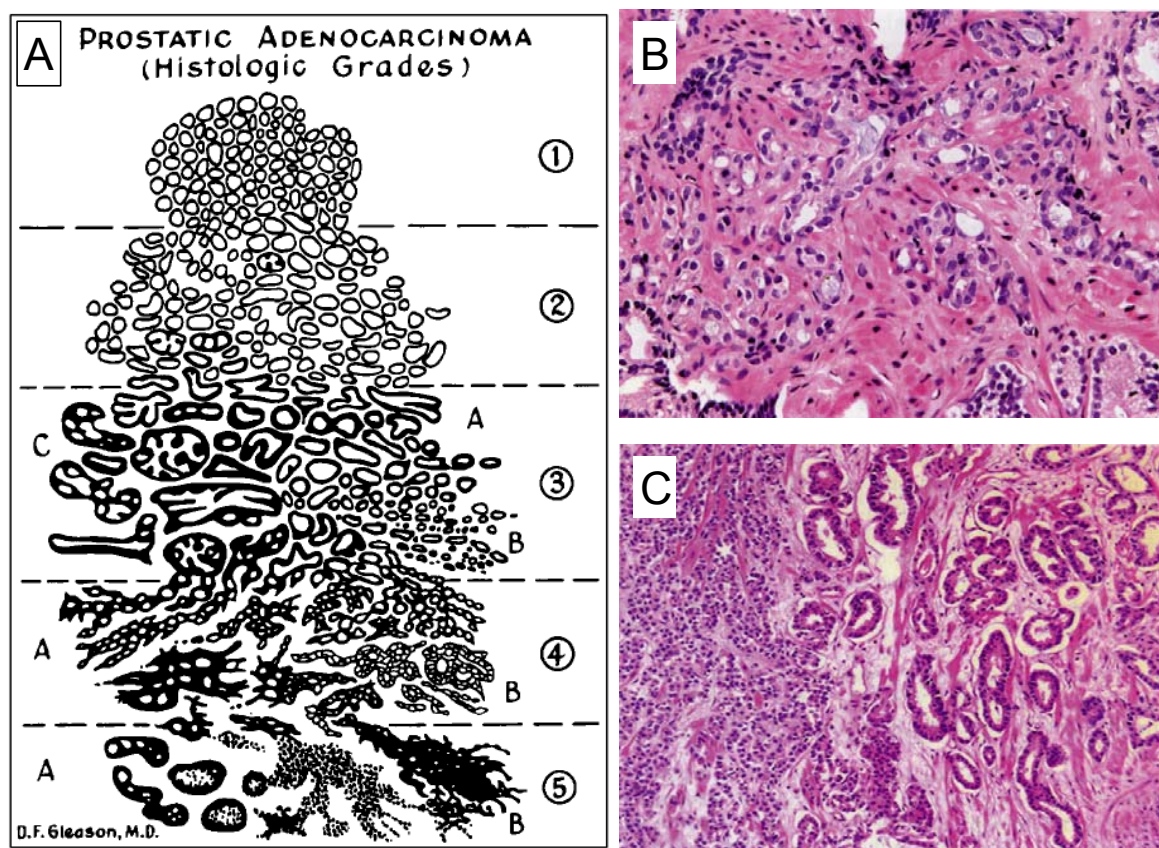 A
PROSTATIC ADENOCARCINOMA
(Histologic Grades)
1
2
A
C
3
B
A
4
B
A
5
B
D.F. Gleason, M.D.
B
C